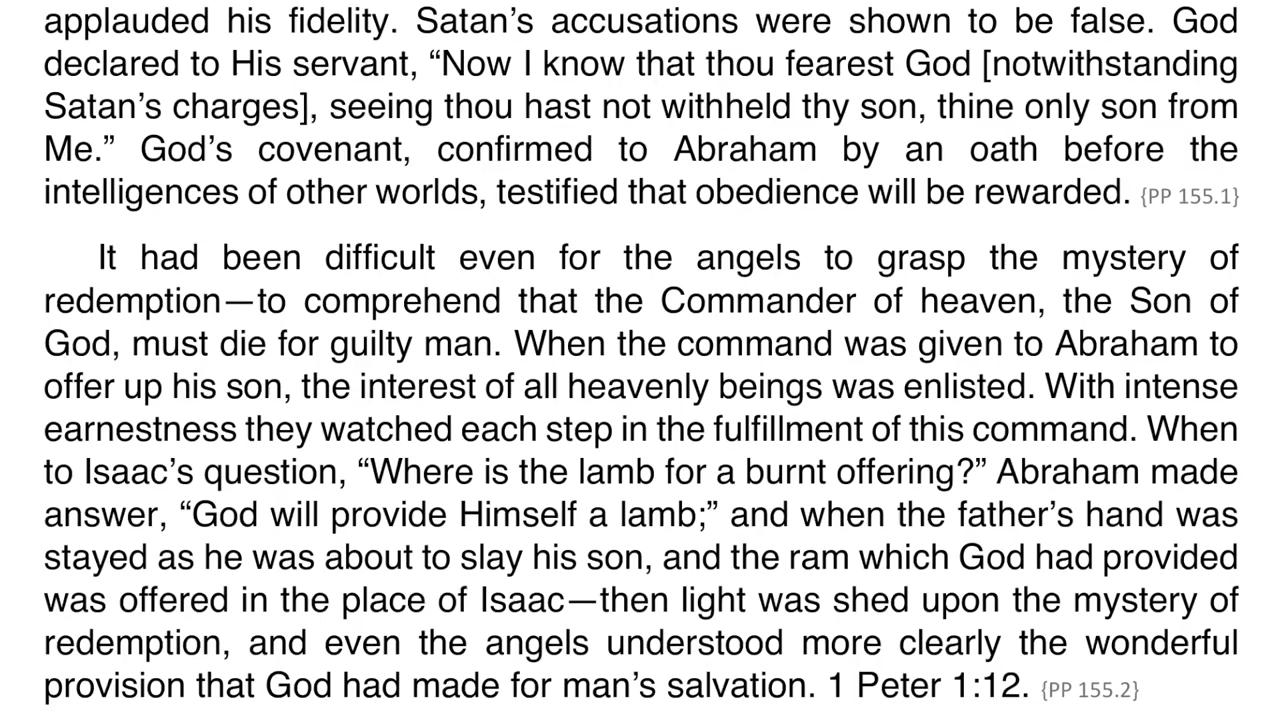 applauded his fidelity. Satan’s accusations were shown to be false. God
declared to His servant, “Now I know that thou fearest God [notwithstanding
Satan’s charges], seeing thou hast not withheld thy son, thine only son from
Me.” God’s covenant, confirmed to Abraham by an oath before the
intelligences of other worlds, testified that obedience will be rewarded. {PP 155.1}
It had been difficult even for the angels to grasp the mystery of
redemption—to comprehend that the Commander of heaven, the Son of
God, must die for guilty man. When the command was given to Abraham to
offer up his son, the interest of all heavenly beings was enlisted. With intense
earnestness they watched each step in the fulfillment of this command. When
to Isaac’s question, “Where is the lamb for a burnt offering?” Abraham made
answer, “God will provide Himself a lamb;” and when the father’s hand was
stayed as he was about to slay his son, and the ram which God had provided
was offered in the place of Isaac—then light was shed upon the mystery of
redemption, and even the angels understood more clearly the wonderful
provision that God had made for man’s salvation. 1 Peter 1:12. {PP 155.2}